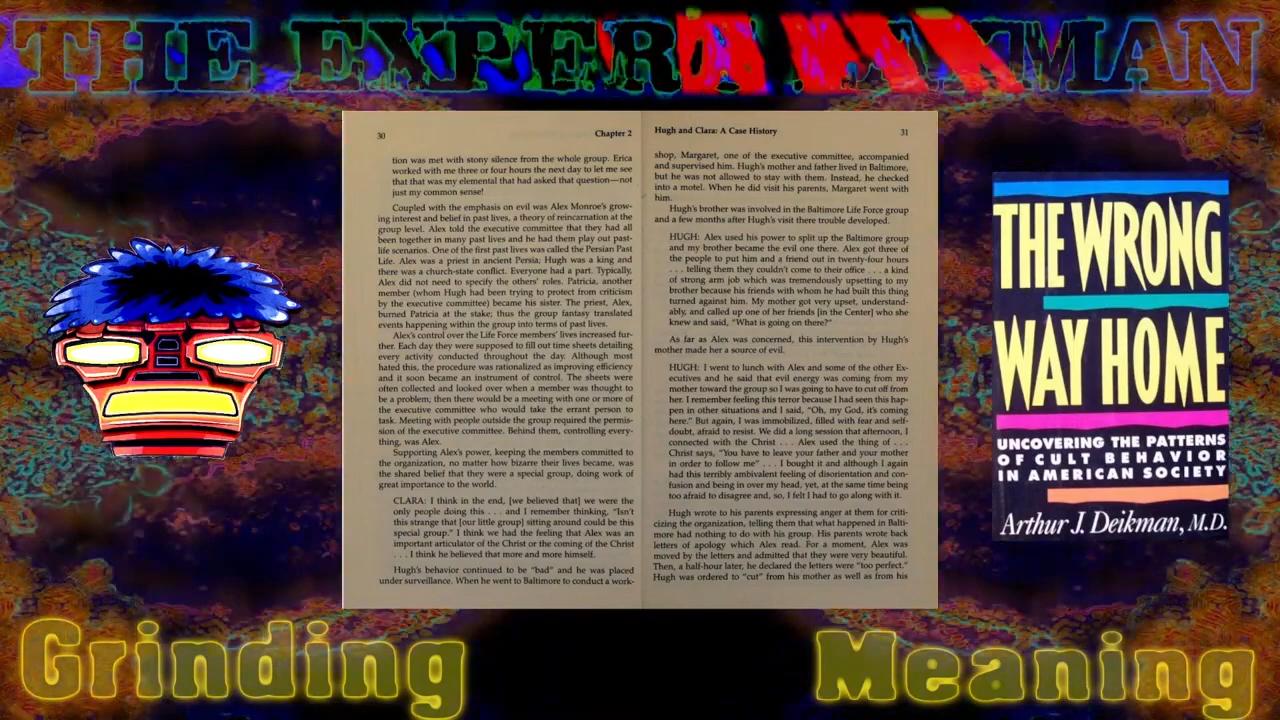 THE EXPERIMAN
30
Chapter 2
tion was met with stony silence from the whole group. Erica
worked with me three or four hours the next day to let me see
that that was my elemental that had asked that question—not
just my common sense!
Coupled with the emphasis on evil was Alex Monroe's grow-
ing interest and belief in past lives, a theory of reincarnation at the
group level. Alex told the executive committee that they had all
been together in many past lives and he had them play out past-
life scenarios. One of the first past lives was called the Persian Past
Life. Alex was a priest in ancient Persia; Hugh was a king and
there was a church-state conflict. Everyone had a part. Typically,
Alex did not need to specify the others' roles. Patricia, another
member (whom Hugh had been trying to protect from criticism
by the executive committee) became his sister. The priest, Alex,
burned Patricia at the stake; thus the group fantasy translated
events happening within the group into terms of past lives.
Alex's control over the Life Force members' lives increased fur-
ther. Each day they were supposed to fill out time sheets detailing
every activity conducted throughout the day. Although most
hated this, the procedure was rationalized as improving efficiency
and it soon became an instrument of control. The sheets were
often collected and looked over when a member was thought to
be a problem; then there would be a meeting with one or more of
the executive committee who would take the errant person to
task. Meeting with people outside the group required the permis-
sion of the executive committee. Behind them, controlling every-
thing, was Alex.
Supporting Alex's power, keeping the members committed to
the organization, no matter how bizarre their lives became, was
the shared belief that they were a special group, doing work of
great importance to the world.
CLARA: I think in the end, [we believed that] we were the
only people doing this . . . and I remember thinking, "Isn't
this strange that [our little group] sitting around could be this
special group." I think we had the feeling that Alex was an
important articulator of the Christ or the coming of the Christ
. . . I think he believed that more and more himself.
Hugh's behavior continued to be "bad" and he was placed
under surveillance. When he went to Baltimore to conduct a work-
Hugh and Clara: A Case History
31
shop, Margaret, one of the executive committee, accompanied
and supervised him. Hugh's mother and father lived in Baltimore,
but he was not allowed to stay with them. Instead, he checked
into a motel. When he did visit his parents, Margaret went with
him.
Hugh's brother was involved in the Baltimore Life Force group
and a few months after Hugh's visit there trouble developed.
HUGH: Alex used his power to split up the Baltimore group
and my brother became the evil one there. Alex got three of
the people to put him and a friend out in twenty-four hours
. . . telling them they couldn't come to their office . . . a kind
of strong arm job which was tremendously upsetting to my
brother because his friends with whom he had built this thing
turned against him. My mother got very upset, understand-
ably, and called up one of her friends [in the Center] who she
knew and said, "What is going on there?"
As far as Alex was concerned, this intervention by Hugh's
mother made her a source of evil.
HUGH: I went to lunch with Alex and some of the other Ex-
ecutives and he said that evil energy was coming from my
mother toward the group so I was going to have to cut off from
her. I remember feeling this terror because I had seen this hap-
pen in other situations and I said, "Oh, my God, it's coming
here." But again, I was immobilized, filled with fear and self-
doubt, afraid to resist. We did a long session that afternoon, I
connected with the Christ . . . Alex used the thing of . . .
Christ says, "You have to leave your father and your mother
in order to follow me" . . . I bought it and although I again
had this terribly ambivalent feeling of disorientation and con-
fusion and being in over my head, yet, at the same time being
too afraid to disagree and, so, I felt I had to go along with it.
Hugh wrote to his parents expressing anger at them for criti-
cizing the organization, telling them that what happened in Balti-
more had nothing to do with his group. His parents wrote back
letters of apology which Alex read. For a moment, Alex was
moved by the letters and admitted that they were very beautiful.
Then, a half-hour later, he declared the letters were "too perfect."
Hugh was ordered to "cut" from his mother as well as from his
THE WRONG
WAY HOME
UNCOVERING THE PATTERNS
OF CULT BEHAVIOR
IN AMERICAN SOCIETY
Arthur J. Deikman, M.D.
Grinding
Meaning